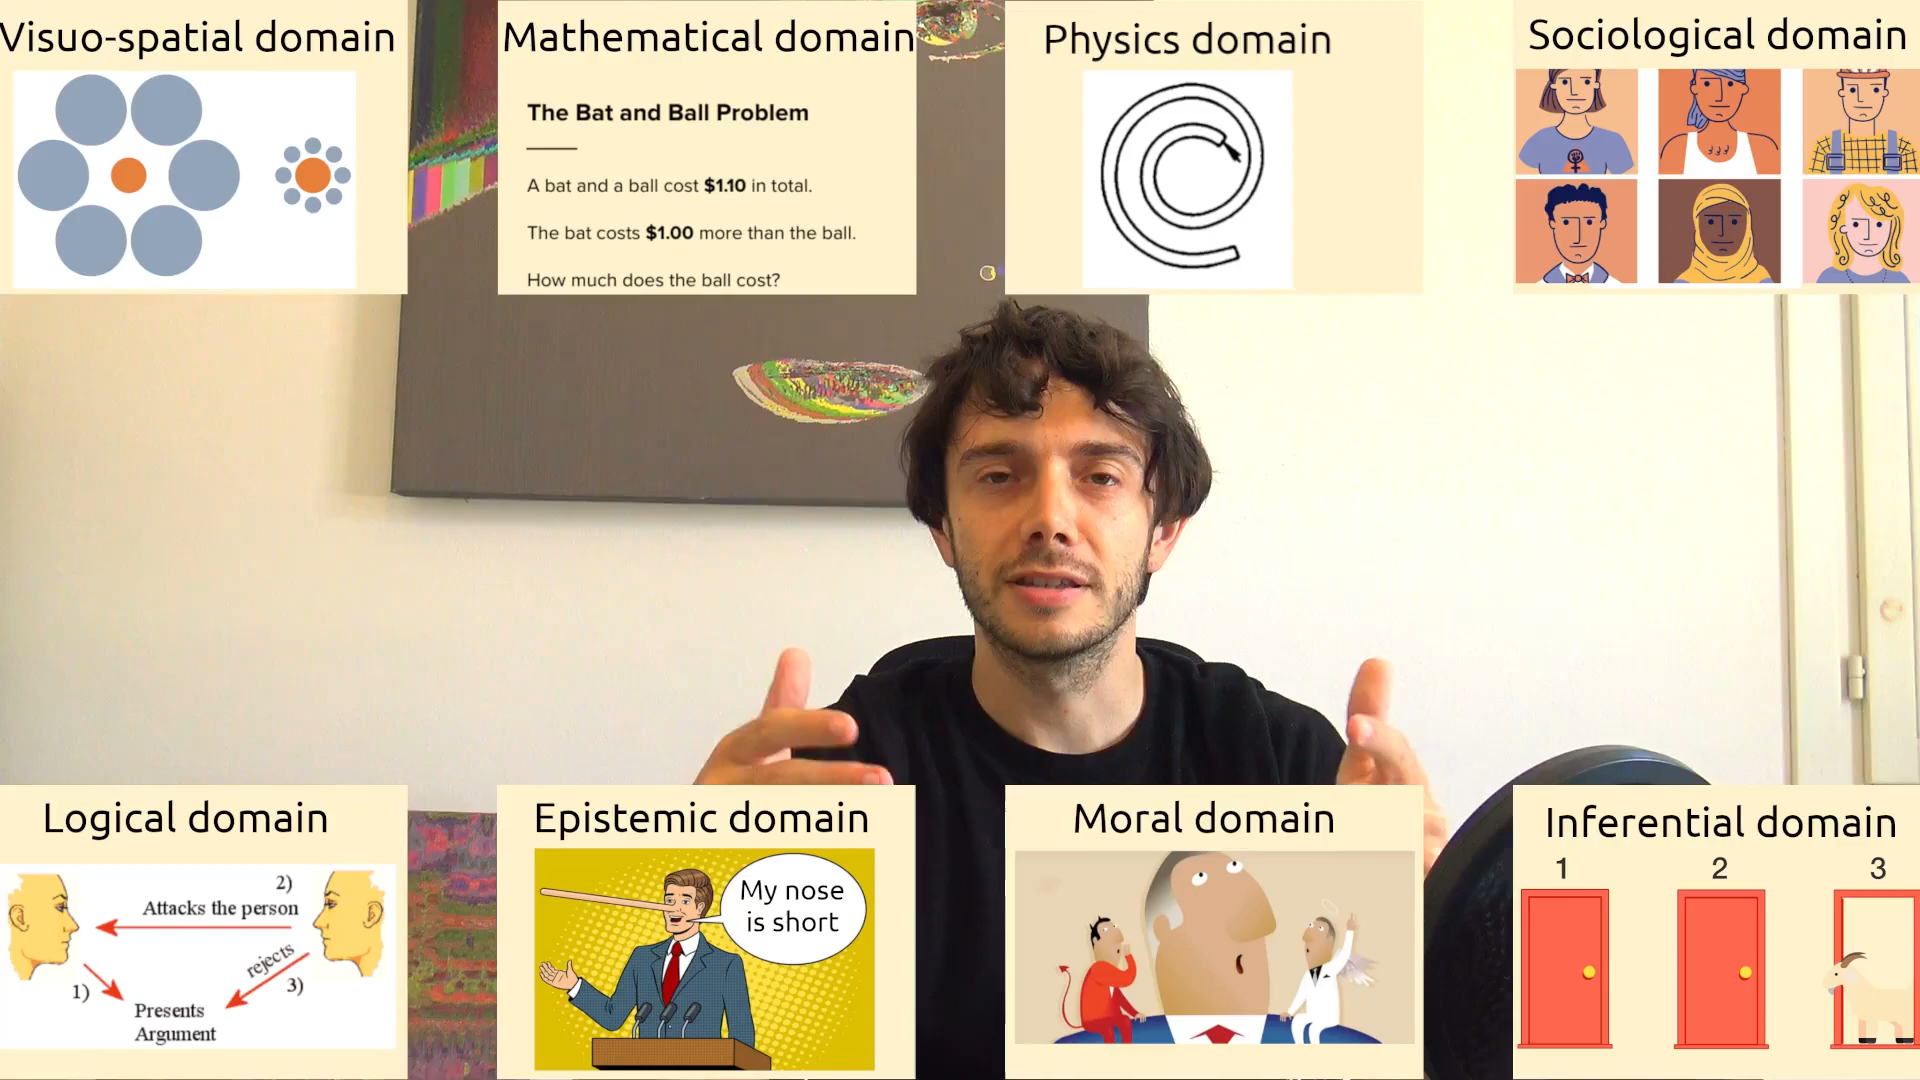 Visuo-spatial domain
Mathematical domain
The Bat and Ball Problem
A bat and a ball cost $1.10 in total.
The bat costs $1.00 more than the ball.
How much does the ball cost?
Physics domain
Sociological domain
Logical domain
2)
Attacks the person
rejects
1)
3)
Presents
Argument
Epistemic domain
My nose
is short
Moral domain
Inferential domain
1
2
3